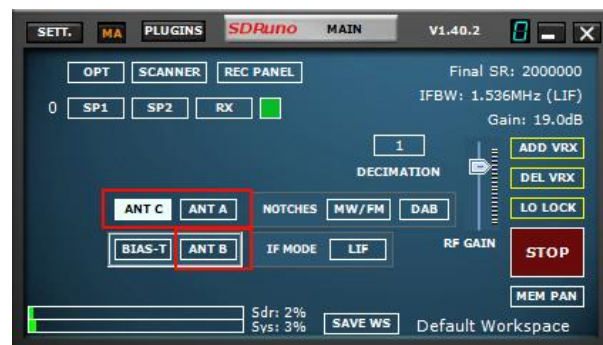 SETT. MA PLUGINS SDRuno MAIN V1.40.2 8
OPT SCANNER REC PANEL Final SR: 2000000
IFBW: 1.536MHz (LIF)
0 SP1 SP2 RX Gain: 19.0dB
1 ADD VRX
DECIMATION DEL VRX
ANT C ANT A NOTCHES MW/FM DAB LO LOCK
BIAS-T ANT B IF MODE LIF RF GAIN STOP
MEM PAN
Sdr: 2%
Sys: 3% SAVE WS Default Workspace